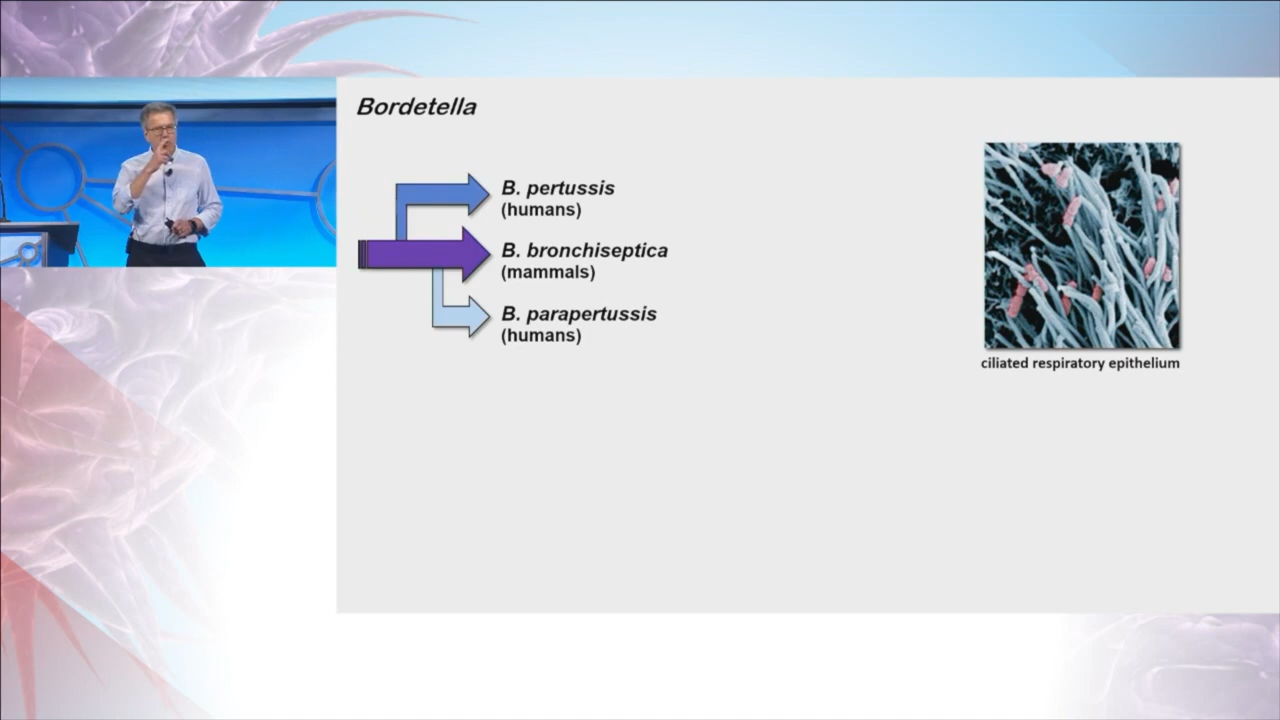 Bordetella
B. pertussis
(humans)
B. bronchiseptica
(mammals)
B. parapertussis
(humans)
ciliated respiratory epithelium